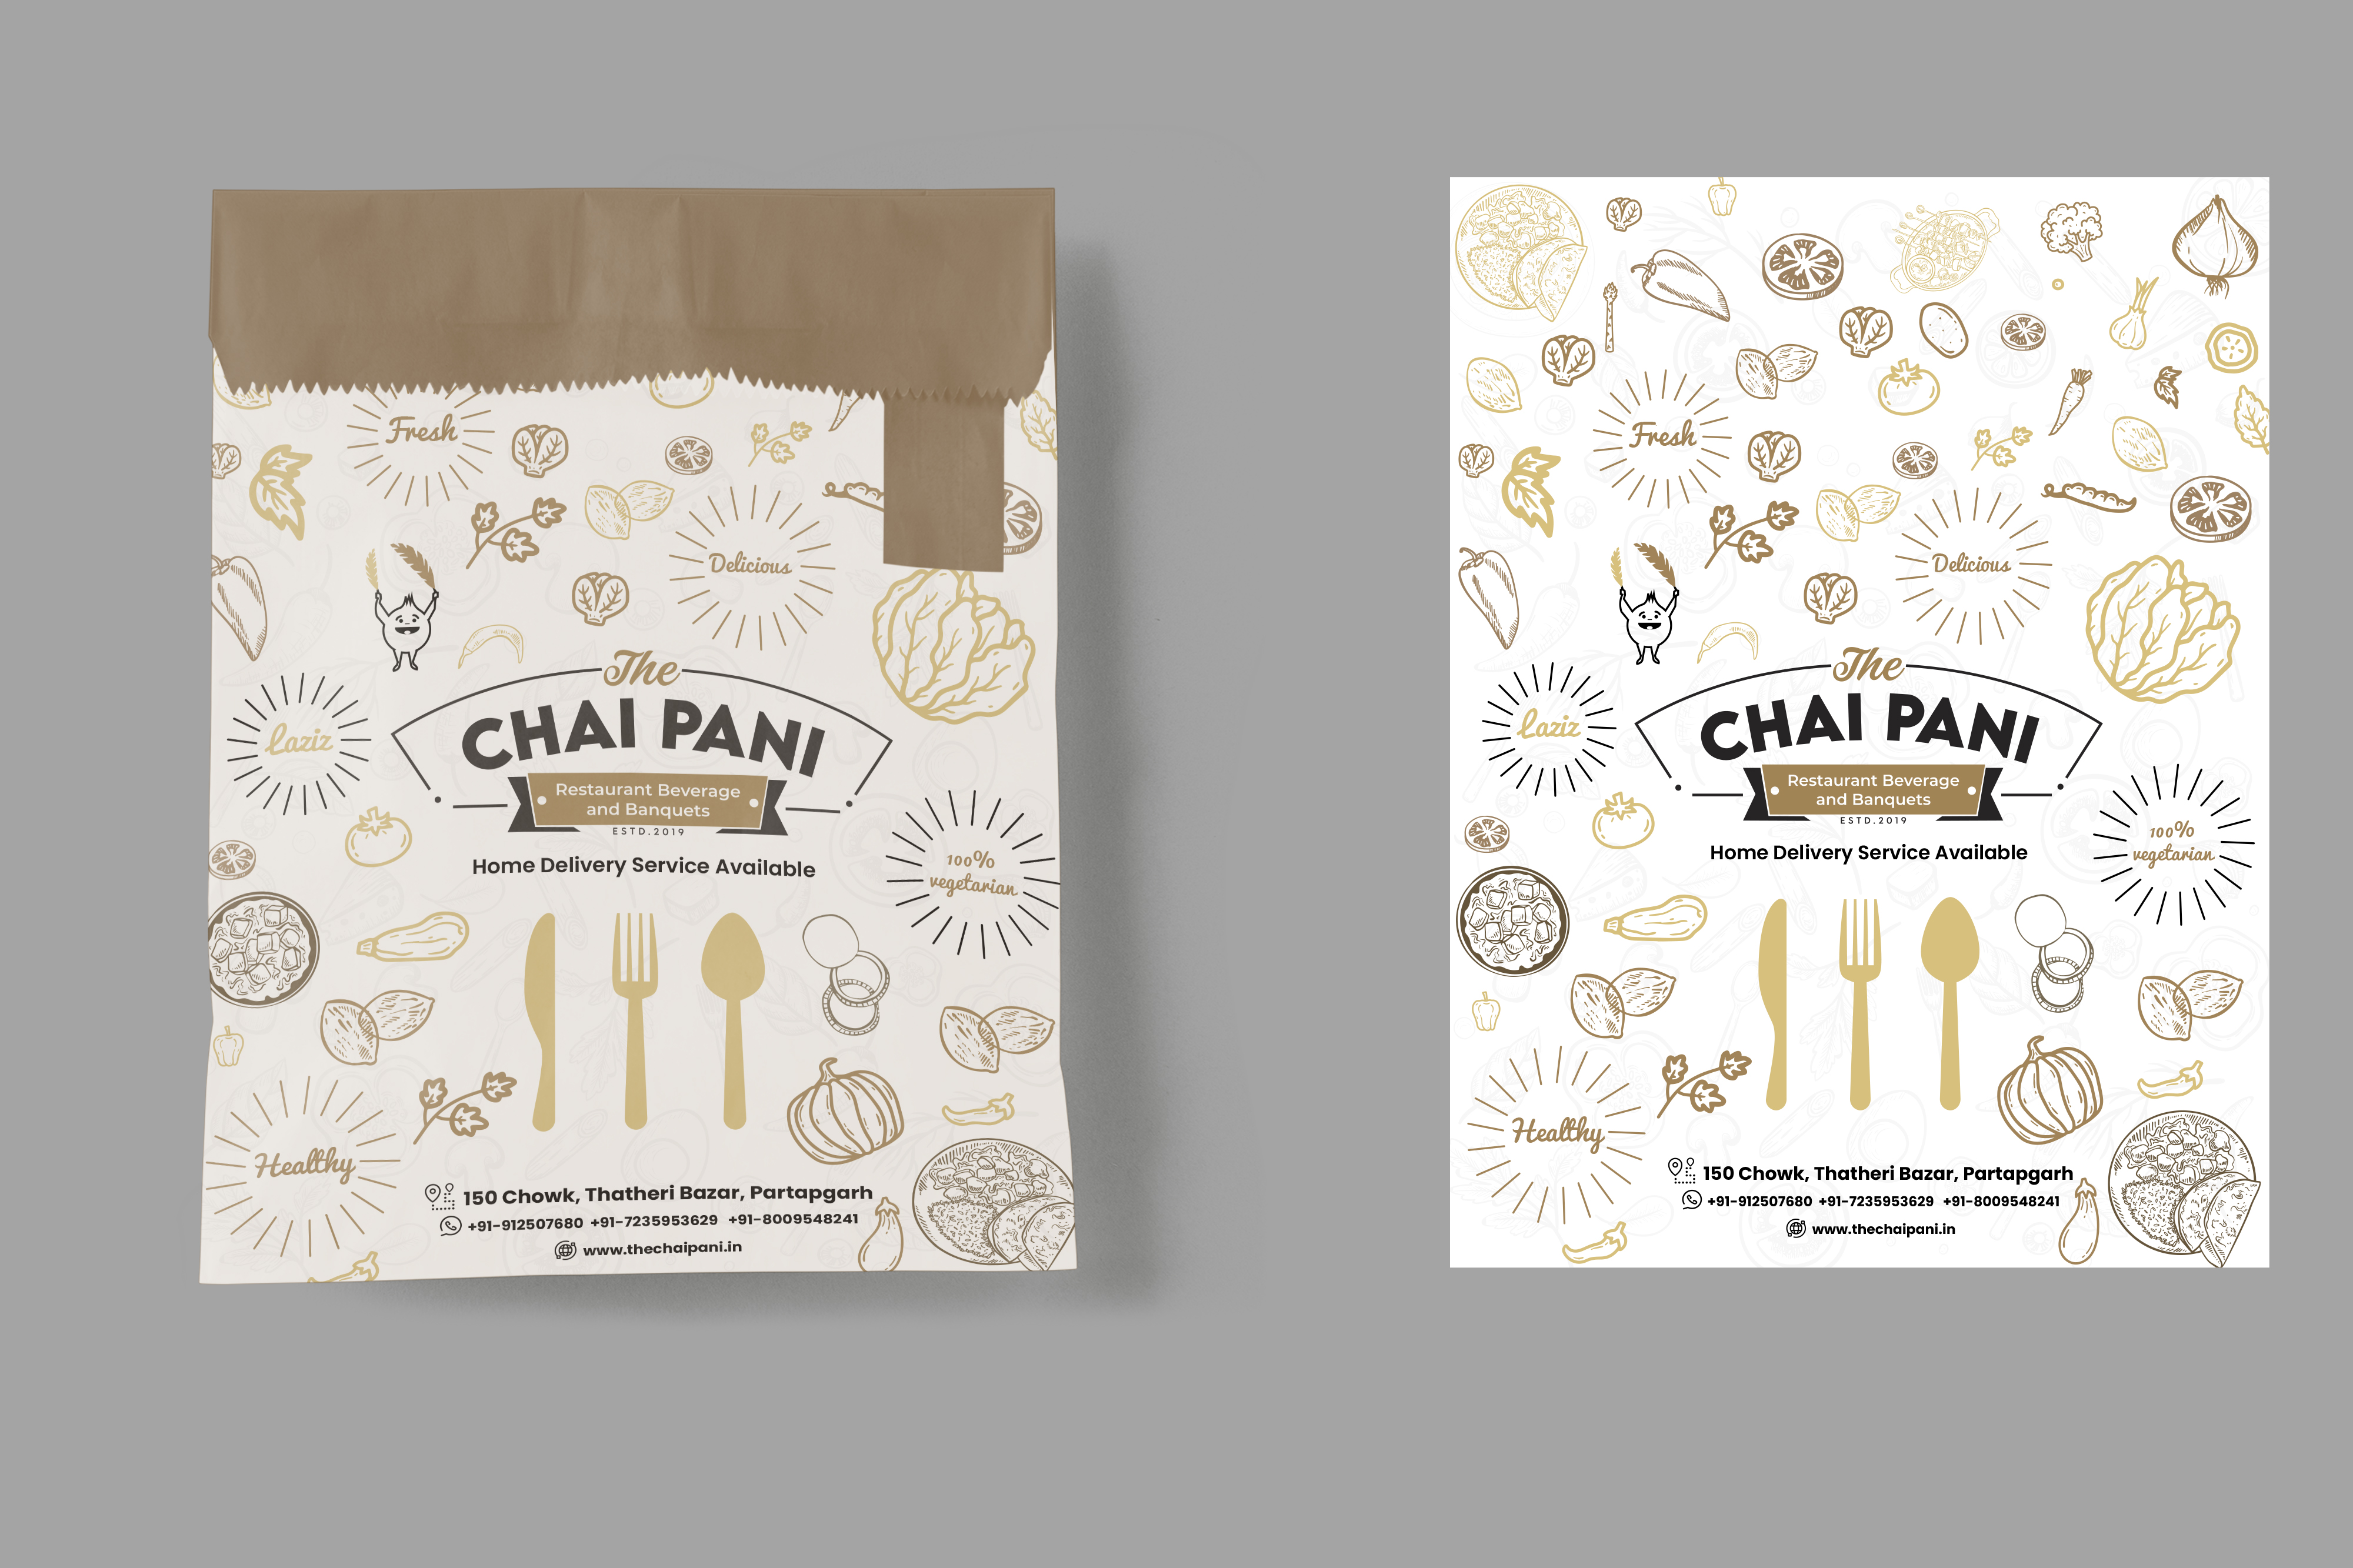 Fresh
Delicious
The
CHAI PANI
Laziz
Restaurant Beverage
and Banquets
ESTD.2019
Home Delivery Service Available
100%
vegetarian
Healthy
150 Chowk, Thatheri Bazar, Partapgarh
+91-912507680 +91-7235953629 +91-8009548241
www.thechaipani.in
Fresh
Delicious
The
CHAI PANI
Laziz
Restaurant Beverage
and Banquets
ESTD.2019
Home Delivery Service Available
100%
vegetarian
Healthy
150 Chowk, Thatheri Bazar, Partapgarh
+91-912507680 +91-7235953629 +91-8009548241
www.thechaipani.in